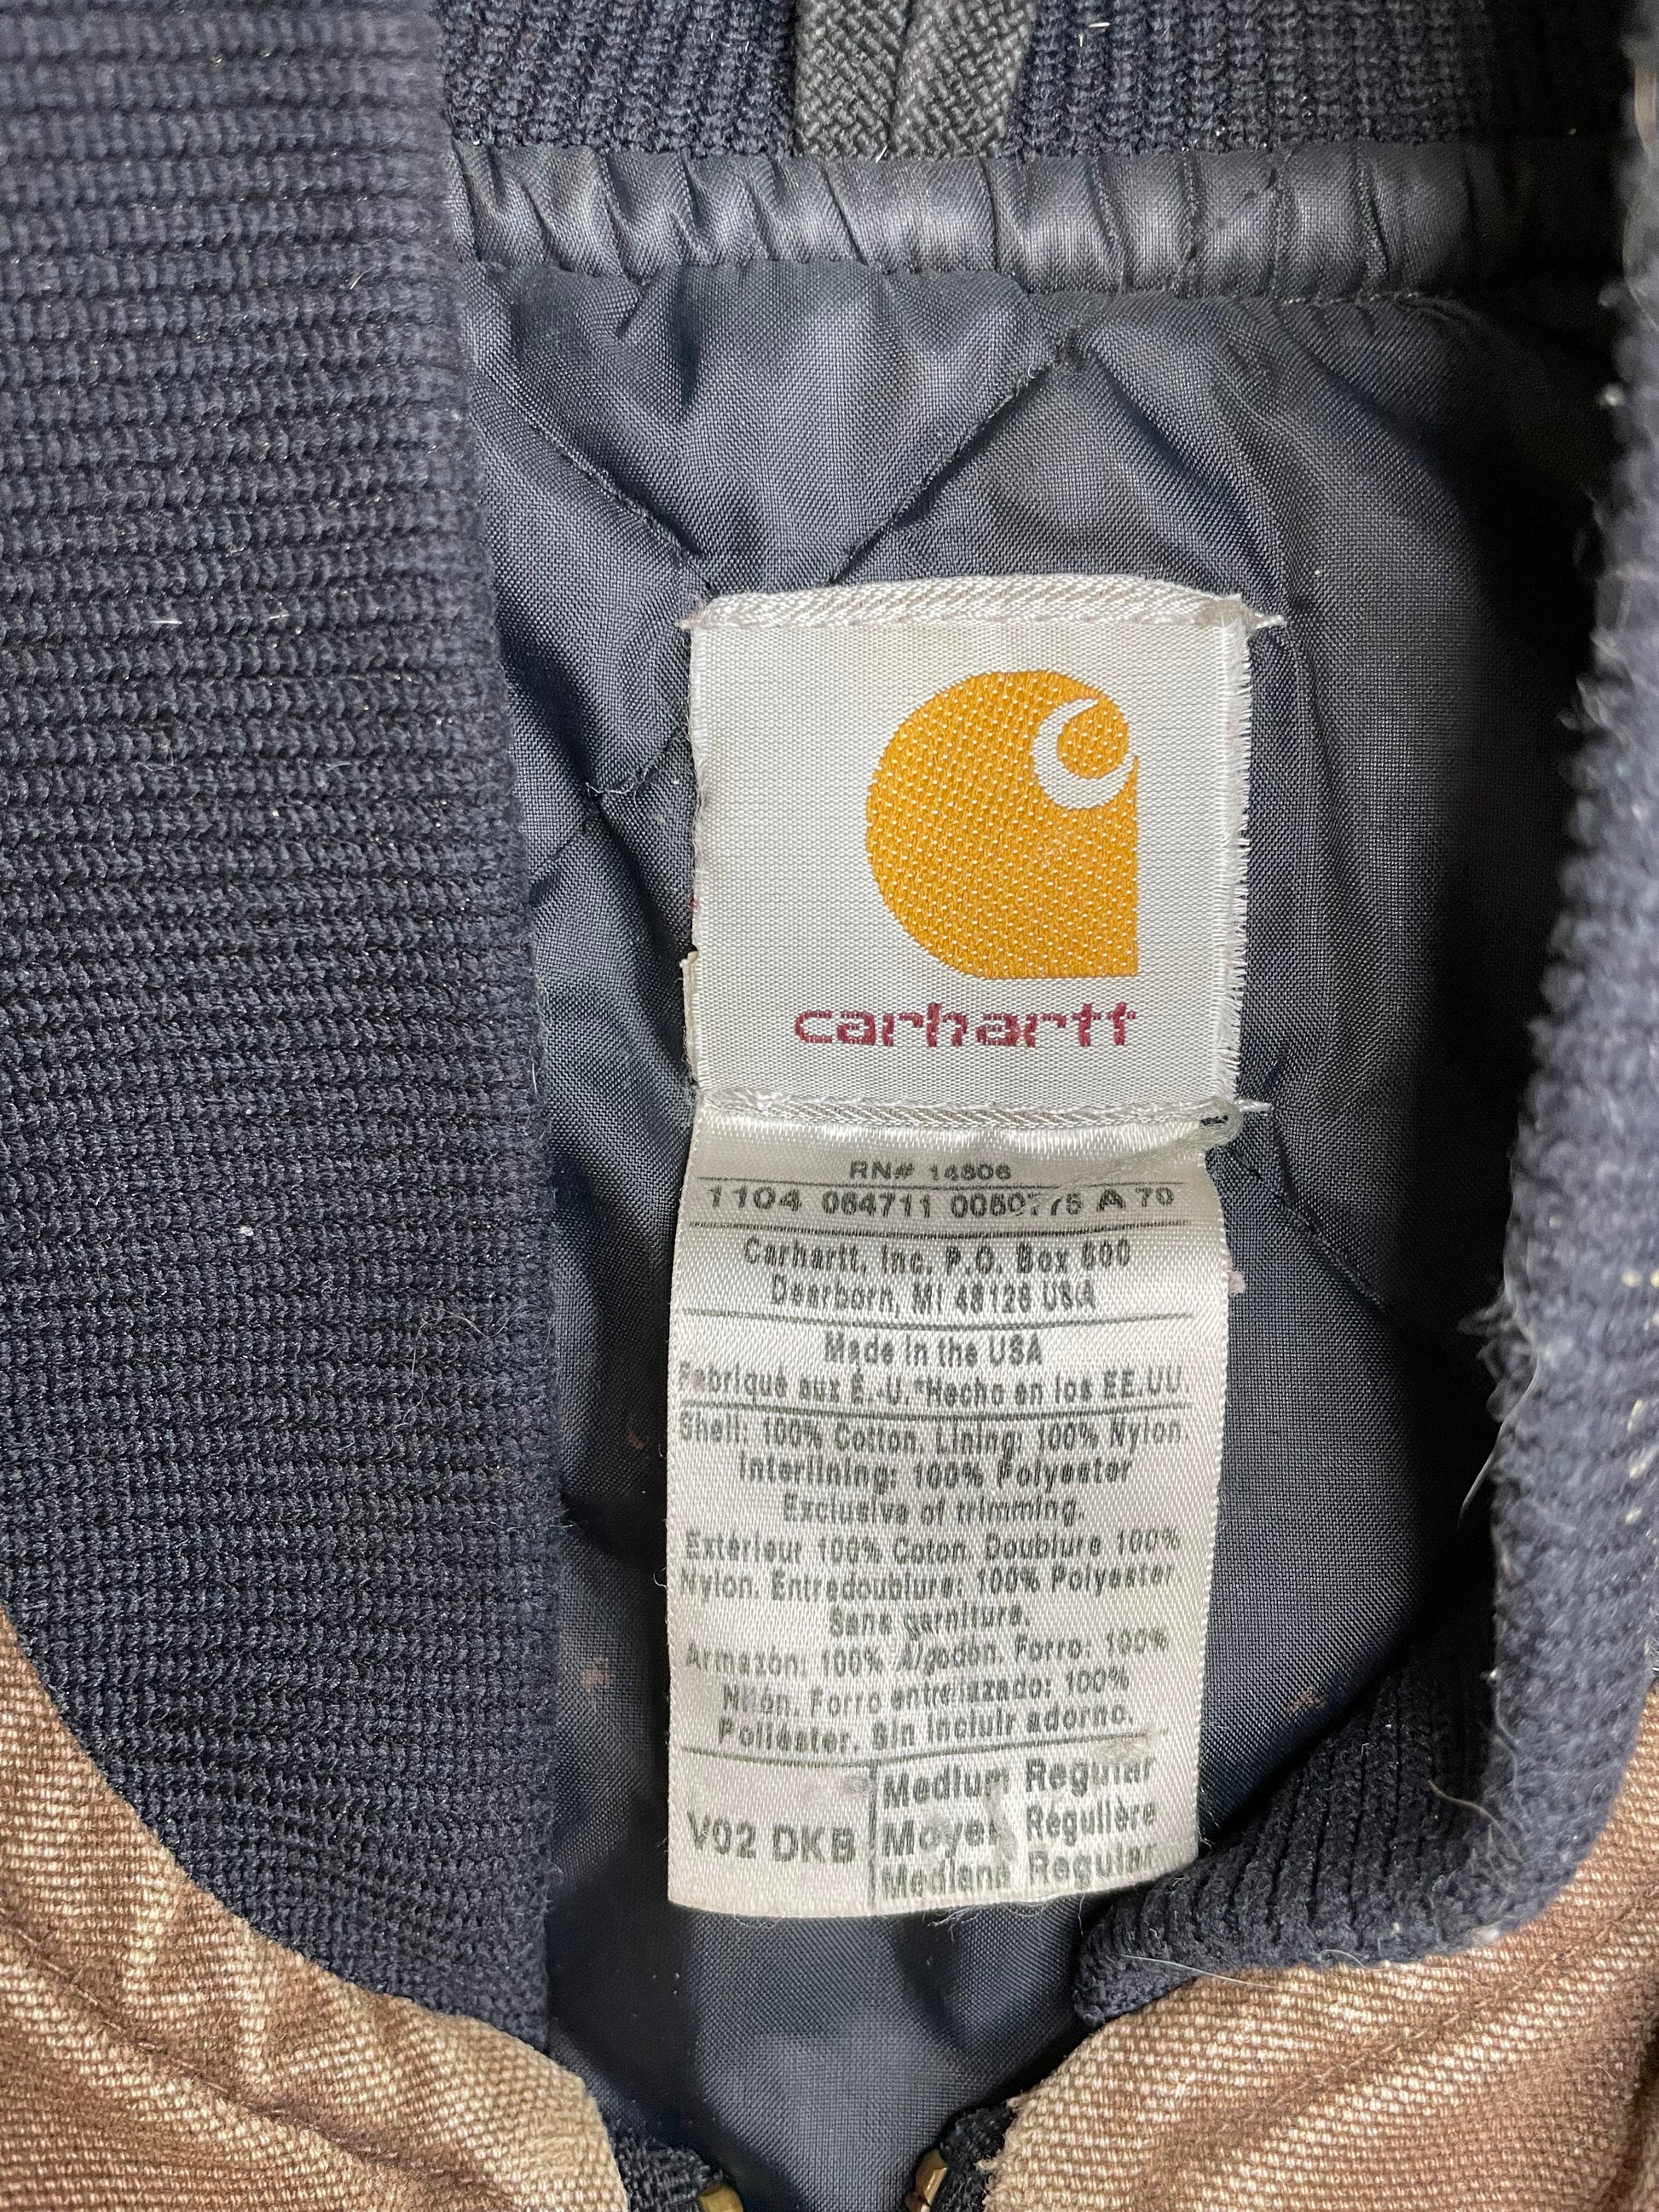 carhartt
RN# 14806
1104 064711 A 70
Carhartt, Inc. P.O. Box 600
Dearborn, MI 48126 USA
Made in the USA
Fabriqué aux É.-U.*Hecho en los EE.UU.
Shell: 100% Cotton. Lining: 100% Nylon.
Interlining: 100% Polyester
Exclusive of trimming.
Extérieur 100% Coton. Doublure 100%
Nylon. Entredoublure: 100% Polyester
Sans garniture.
Armazón: 100% Algodón. Forro: 100%
Nilón. Forro entrelazado: 100%
Poliéster. Sin incluir adorno.
V02 DKB
Medium Regular
Moyen Régulière
Mediana Regular